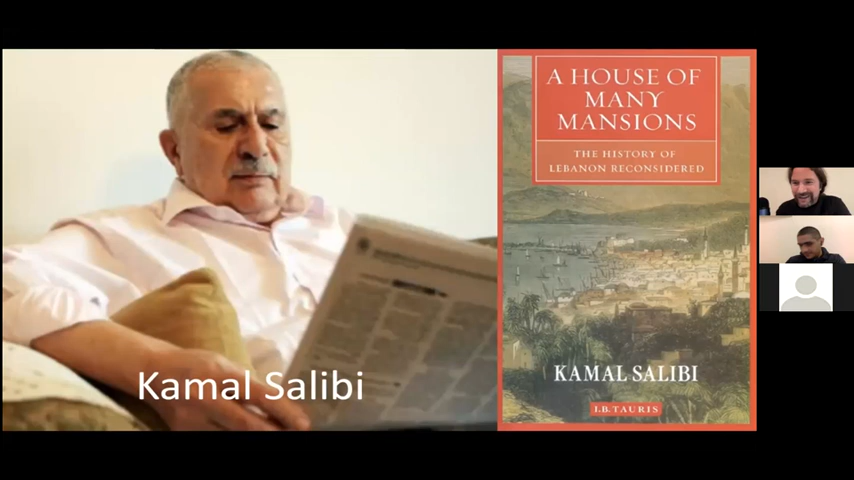 Kamal Salibi
A HOUSE OF
MANY
MANSIONS
THE HISTORY OF
LEBANON RECONSIDERED
KAMAL SALIBI
I.B.TAURIS